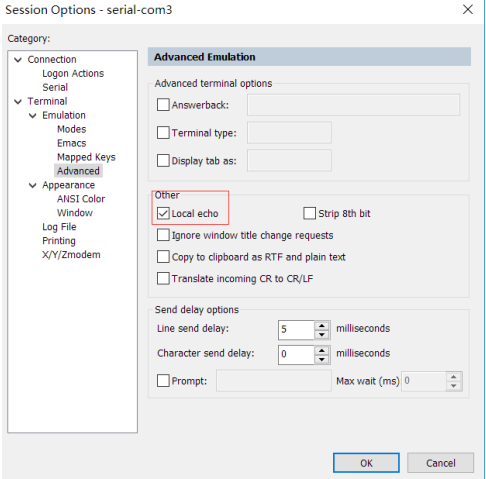 Session Options - serial-com3
Category:
Connection
Logon Actions
Serial
Terminal
Emulation
Modes
Emacs
Mapped Keys
Advanced
Appearance
ANSI Color
Window
Log File
Printing
X/Y/Zmodem
Advanced Emulation
Advanced terminal options
Answerback:
Terminal type:
Display tab as:
Other
Local echo Strip 8th bit
Ignore window title change requests
Copy to clipboard as RTF and plain text
Translate incoming CR to CR/LF
Send delay options
Line send delay: 5 milliseconds
Character send delay: 0 milliseconds
Prompt: Max wait (ms) 0
OK Cancel